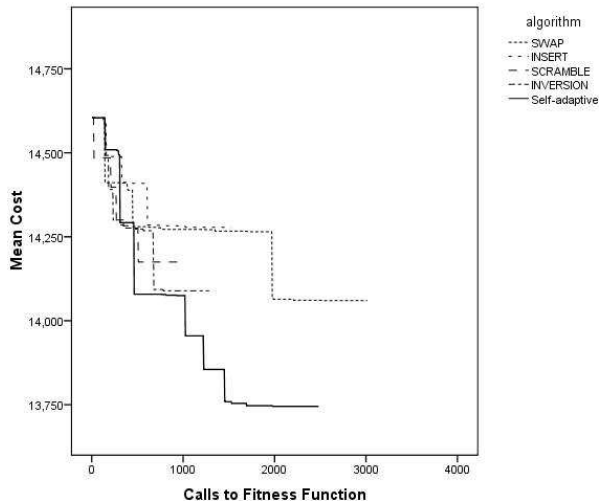 algorithm
SWAP
INSERT
SCRAMBLE
INVERSION
Self-adaptive
Mean Cost
14,750
14,500
14,250
14,000
13,750
0 1000 2000 3000 4000
Calls to Fitness Function